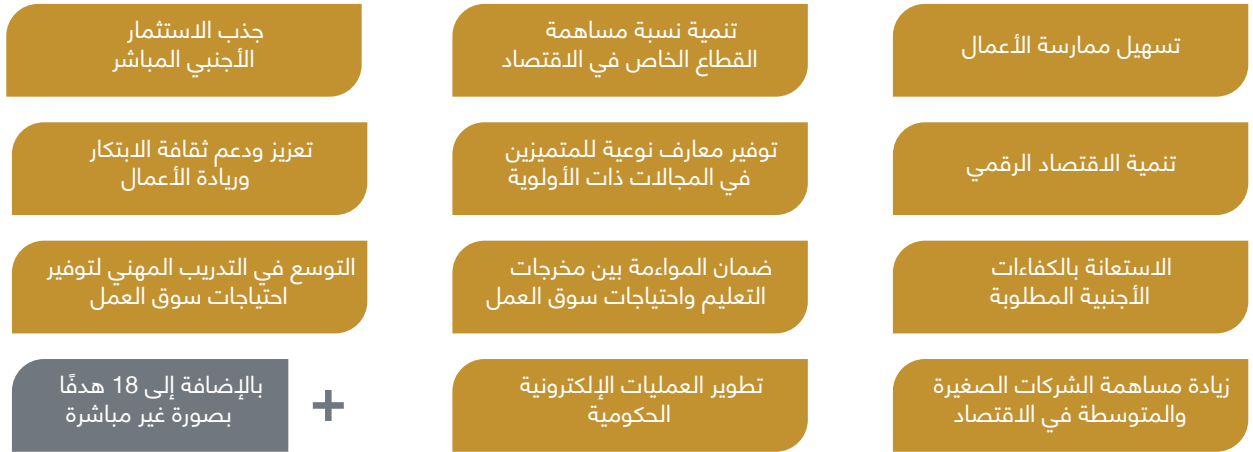 تسهيل ممارسة الأعمال
تنمية نسبة مساهمة
القطاع الخاص في الاقتصاد
جذب الاستثمار
الأجنبي المباشر
تنمية الاقتصاد الرقمي
توفير معارف نوعية للمتميزين
في المجالات ذات الأولوية
تعزيز ودعم ثقافة الابتكار
وريادة الأعمال
الاستعانة بالكفاءات
الأجنبية المطلوبة
ضمان المواءمة بين مخرجات
التعليم واحتياجات سوق العمل
التوسع في التدريب المهني لتوفير
احتياجات سوق العمل
زيادة مساهمة الشركات الصغيرة
والمتوسطة في الاقتصاد
تطوير العمليات الإلكترونية
الحكومية
+
بالإضافة إلى 18 هدفًا
بصورة غير مباشرة